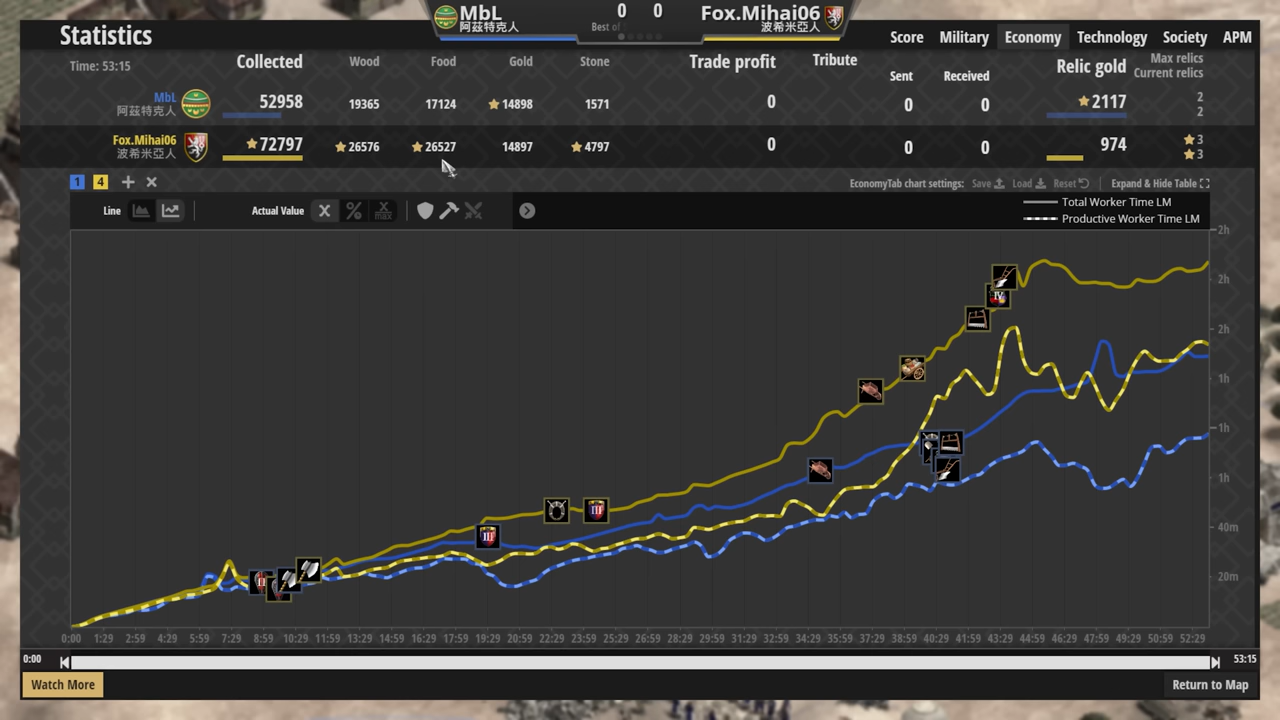 MbL
阿茲特克人
0 0
Best of
Fox.Mihai06
波希米亞人
Statistics
Score Military Economy Technology Society APM
Time: 53:15
Collected Wood Food Gold Stone Trade profit Tribute Sent Received Relic gold Max relics
Current relics
MbL
阿茲特克人
52958 19365 17124 14898 1571 0 0 0 2117 2
2
Fox.Mihai06
波希米亞人
72797 26576 26527 14897 4797 0 0 0 974 3
3
1 4 + ×
EconomyTab chart settings: Save Load Reset Expand & Hide Table
Line Actual Value X % X
max
Total Worker Time LM
Productive Worker Time LM
2h
2h
2h
1h
1h
1h
40m
20m
IV
III
III
II
0:00 1:29 2:59 4:29 5:59 7:29 8:59 10:29 11:59 13:29 14:59 16:29 17:59 19:29 20:59 22:29 23:59 25:29 26:59 28:29 29:59 31:29 32:59 34:29 35:59 37:29 38:59 40:29 41:59 43:29 44:59 46:29 47:59 49:29 50:59 52:29
0:00 53:15
Watch More Return to Map